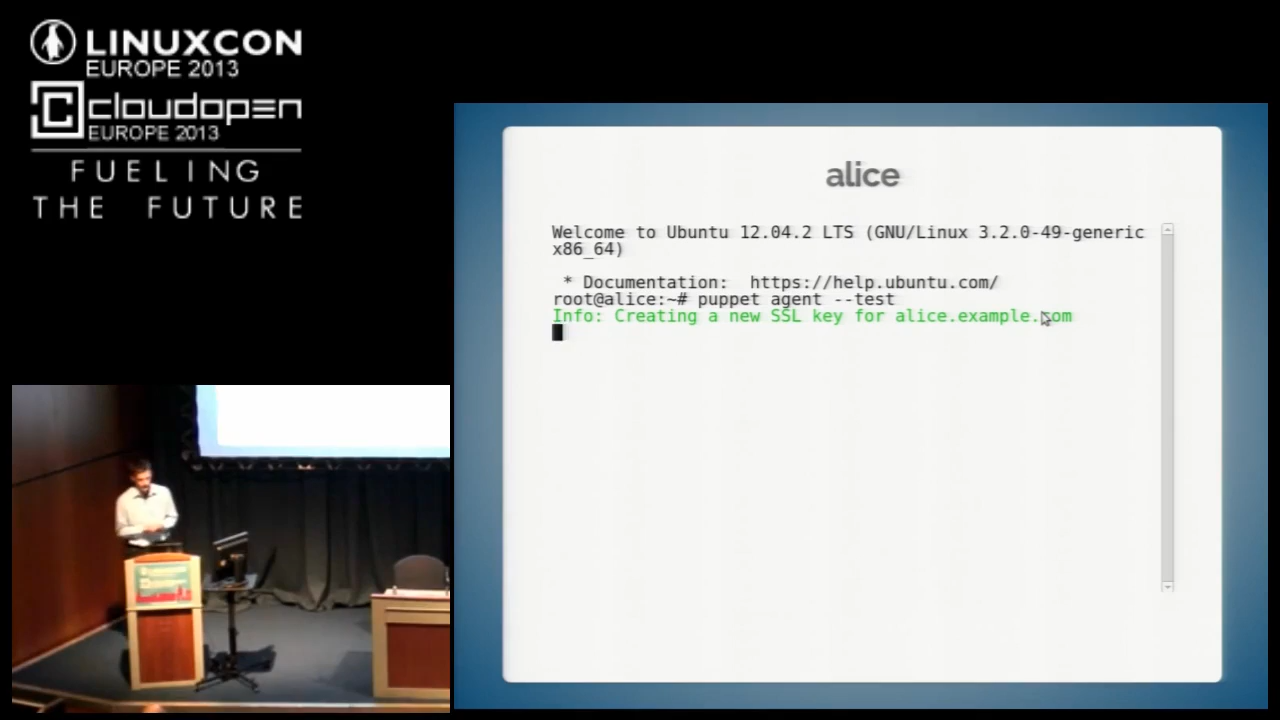 LINUXCON
EUROPE 2013
cloudopen
EUROPE 2013
FUELING
THE FUTURE
alice
Welcome to Ubuntu 12.04.2 LTS (GNU/Linux 3.2.0-49-generic
x86_64)
* Documentation: https://help.ubuntu.com/
root@alice:~# puppet agent --test
Info: Creating a new SSL key for alice.example.com